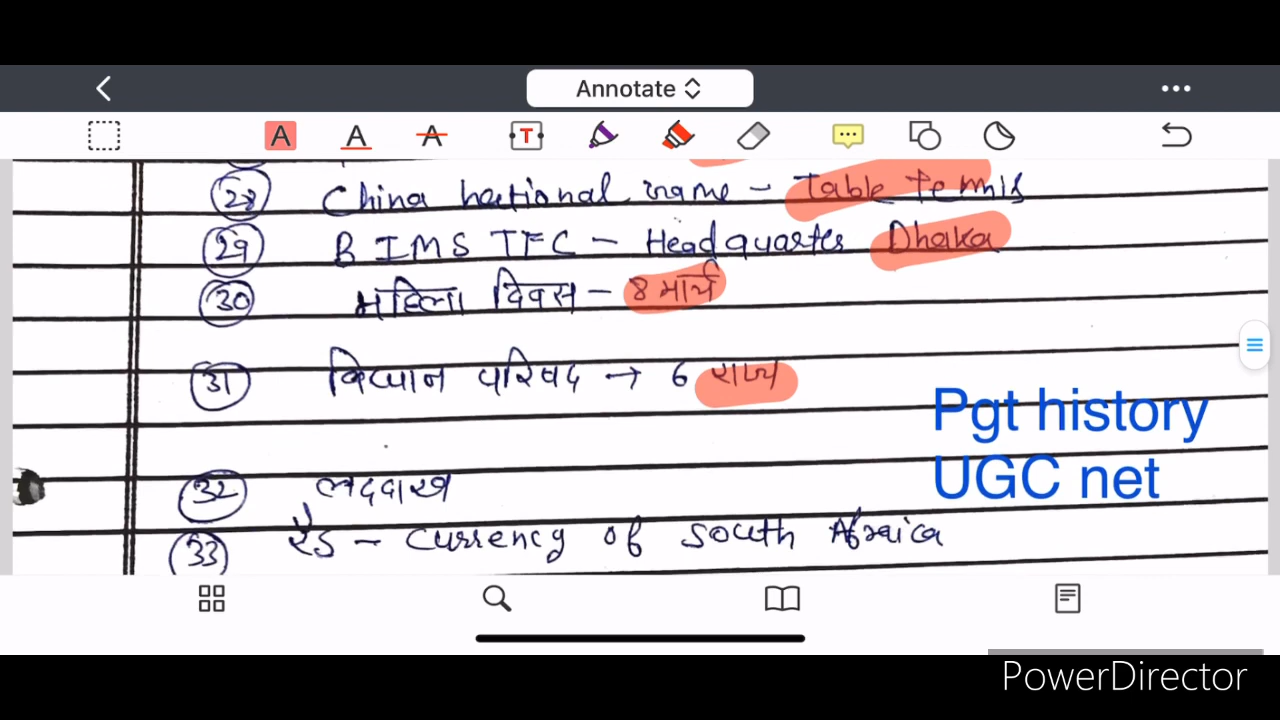 Annotate
28 China national name - Table Tennis
29 BIMSTEC - Headquarter Dhaka
30 महिला दिवस - 8 मार्च
31 विधान परिषद → 6 राज्य
Pgt history
UGC net
32 लद्दाख
33 रैंड - Currency of South Africa
PowerDirector